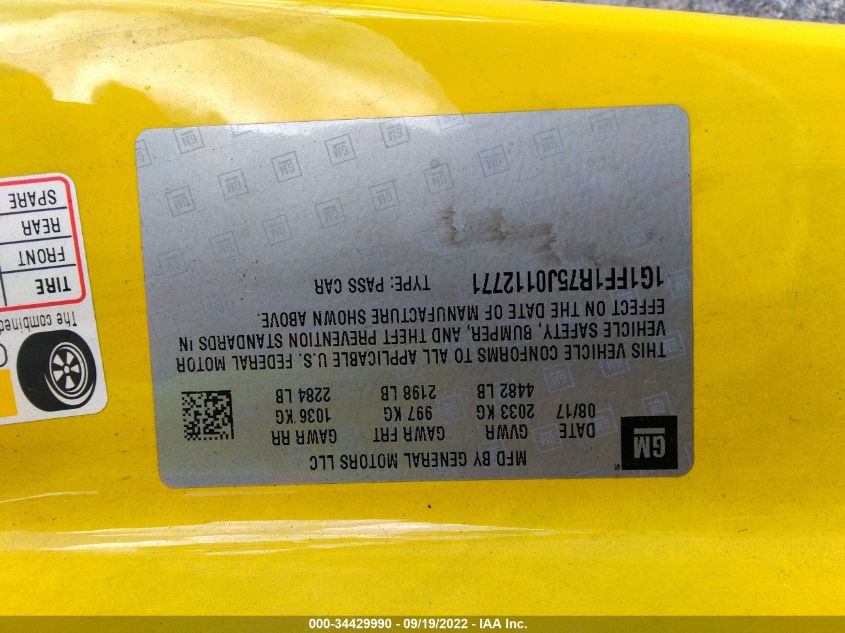 MFD BY GENERAL MOTORS LLC
GM
DATE GVWR GAWR FRT GAWR RR
08/17 2033 KG 997 KG 1036 KG
4482 LB 2198 LB 2284 LB
THIS VEHICLE CONFORMS TO ALL APPLICABLE U.S. FEDERAL MOTOR
VEHICLE SAFETY, BUMPER, AND THEFT PREVENTION STANDARDS IN
EFFECT ON THE DATE OF MANUFACTURE SHOWN ABOVE.
1G1FF1R75J0112771 TYPE: PASS CAR
The combined
TIRE
FRONT
REAR
SPARE
000-34429990 - 09/19/2022 - IAA Inc.